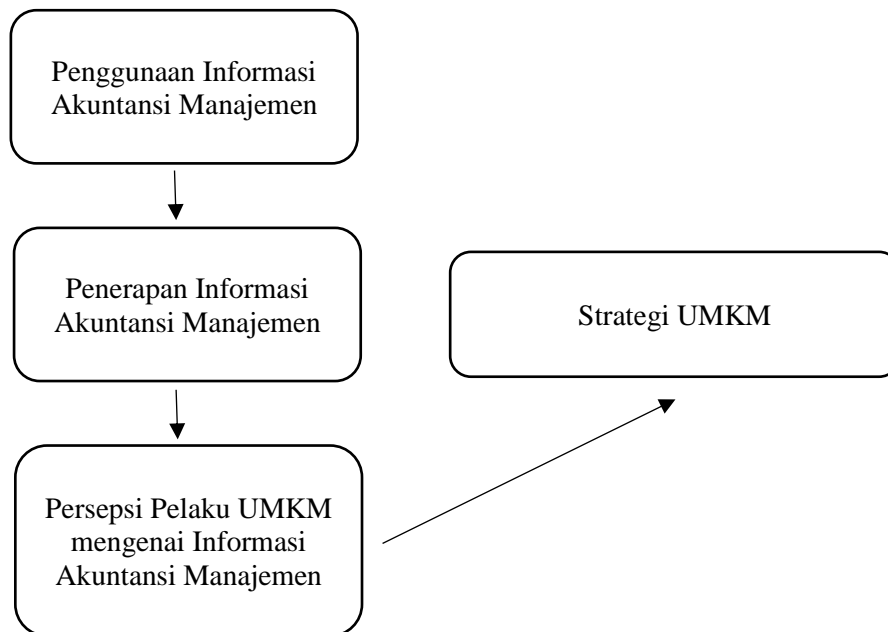 Penggunaan Informasi
Akuntansi Manajemen
Penerapan Informasi
Akuntansi Manajemen
Strategi UMKM
Persepsi Pelaku UMKM
mengenai Informasi
Akuntansi Manajemen